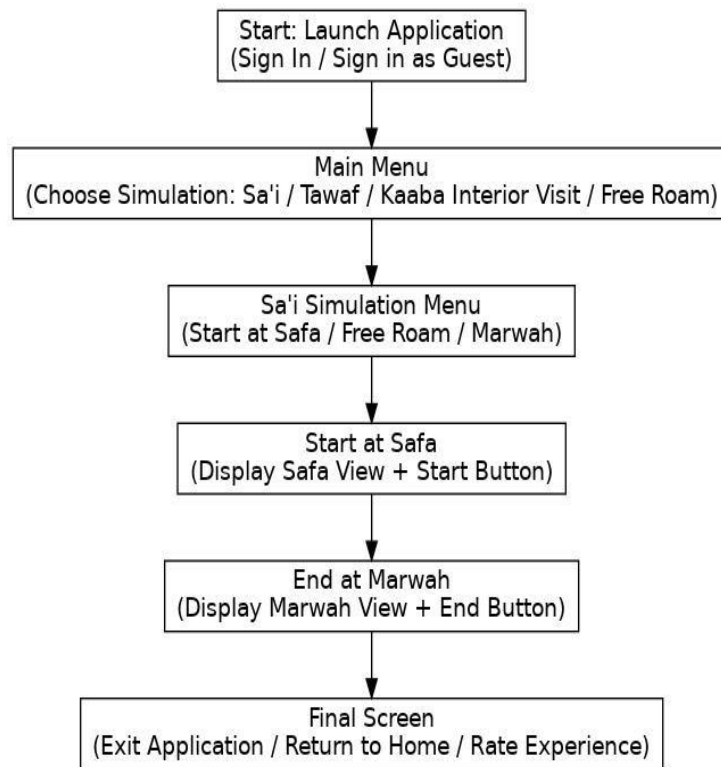 Start: Launch Application
(Sign In / Sign in as Guest)
Main Menu
(Choose Simulation: Sa'i / Tawaf / Kaaba Interior Visit / Free Roam)
Sa'i Simulation Menu
(Start at Safa / Free Roam / Marwah)
Start at Safa
(Display Safa View + Start Button)
End at Marwah
(Display Marwah View + End Button)
Final Screen
(Exit Application / Return to Home / Rate Experience)